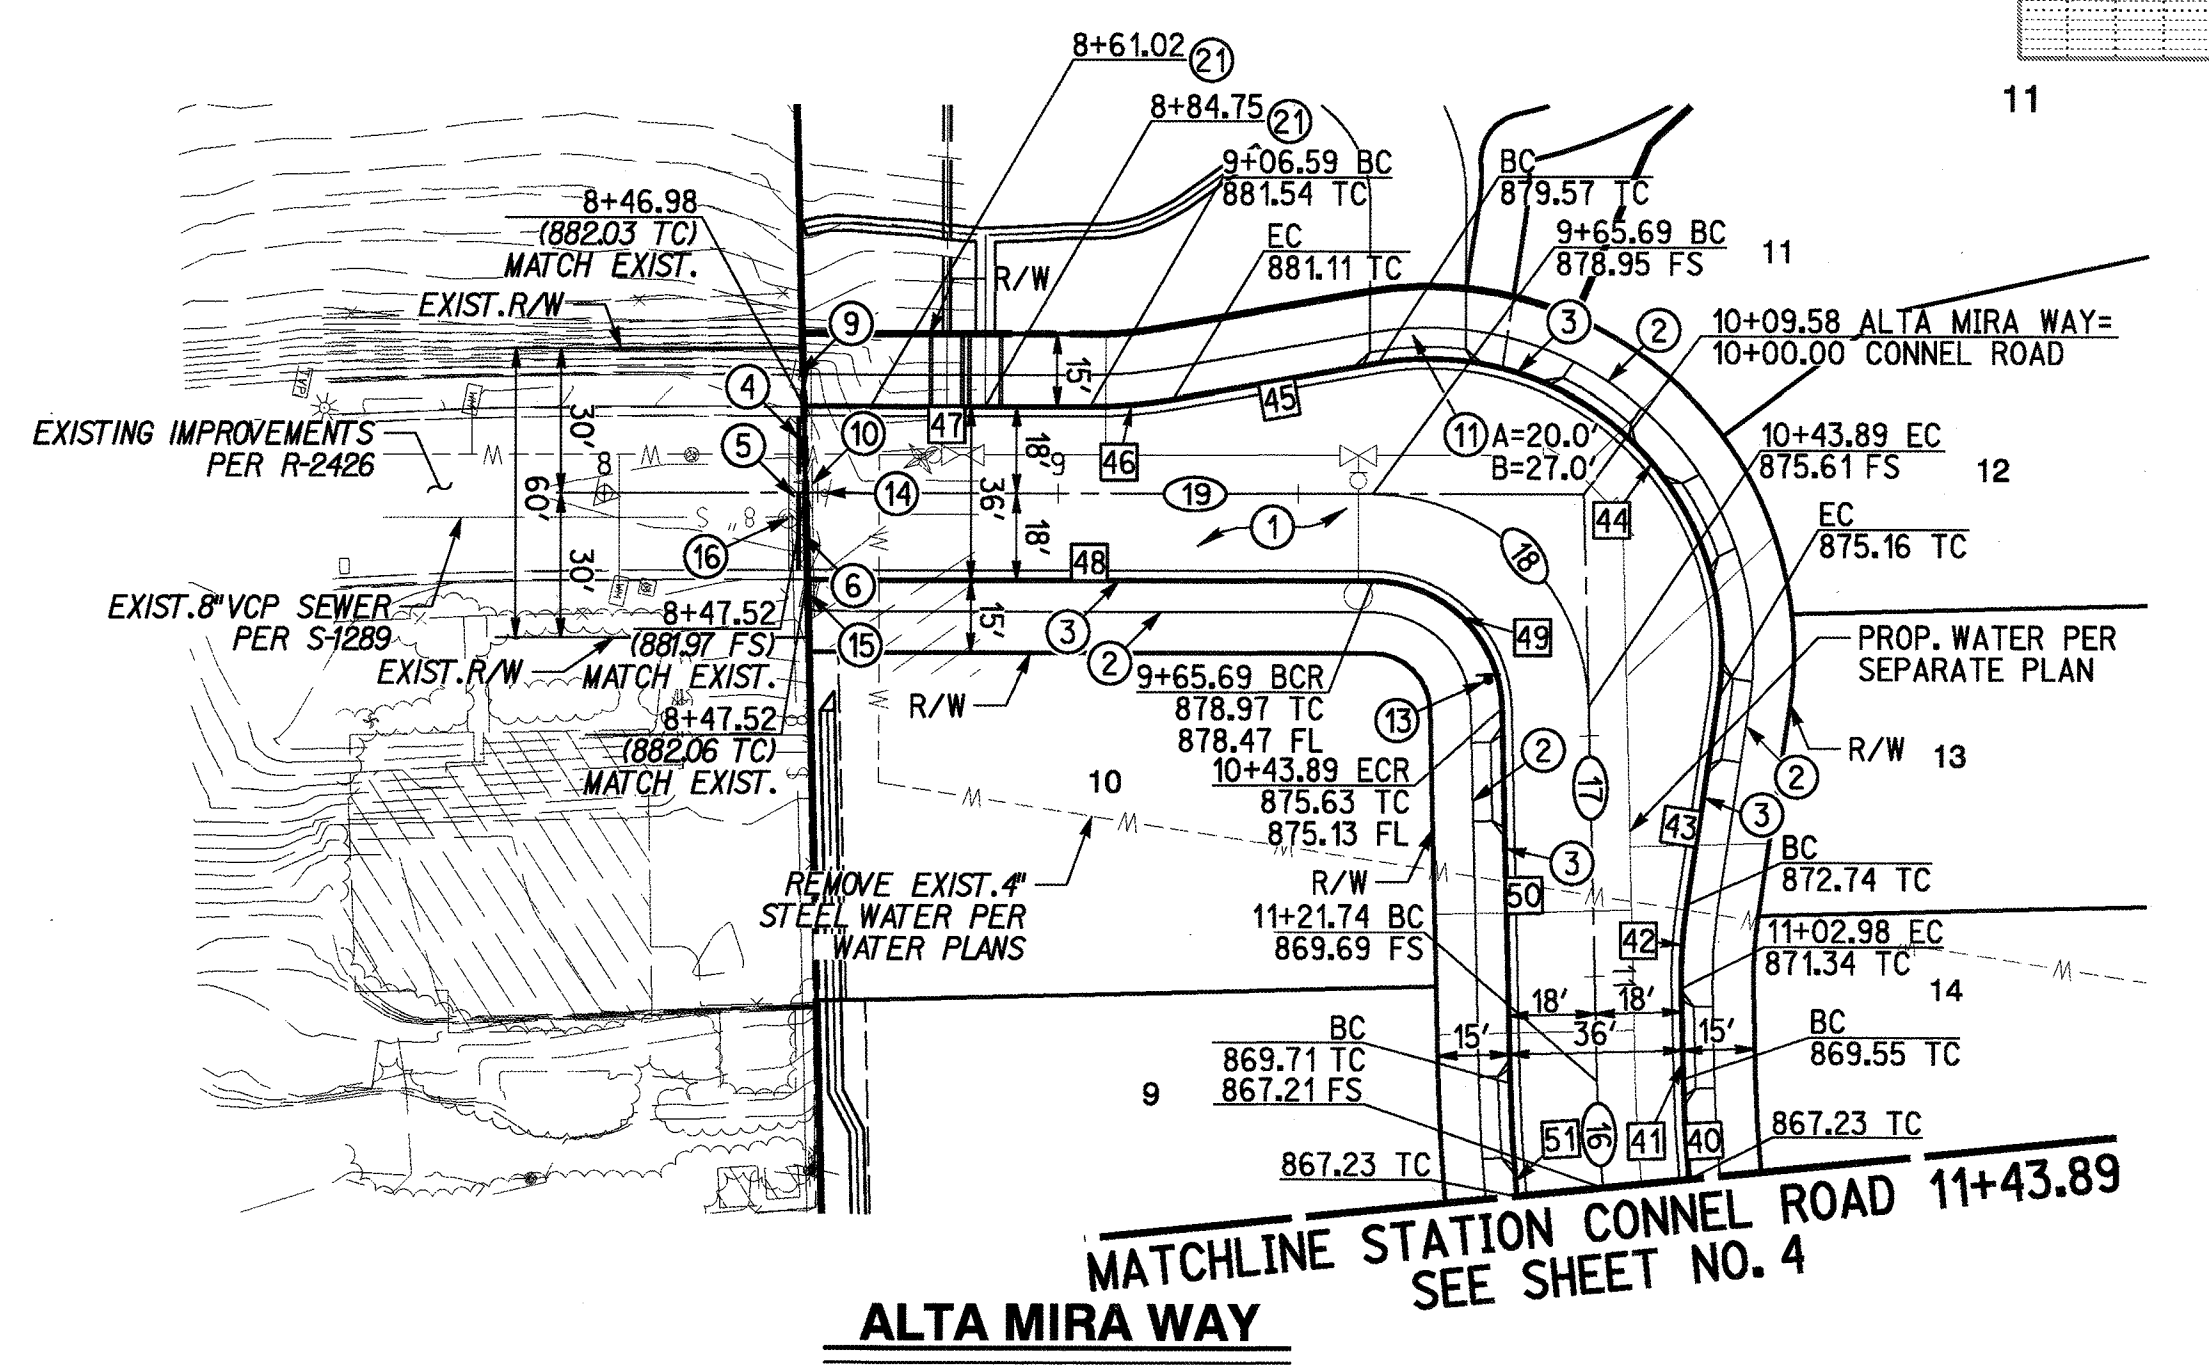 8+61.02 21
8+84.75 21
11
9+06.59 BC
881.54 TC
BC
879.57 TC
8+46.98
(882.03 TC)
MATCH EXIST.
EC
881.11 TC
9+65.69 BC
878.95 FS
11
R/W
EXIST.R/W
9
3
2
10+09.58 ALTA MIRA WAY=
10+00.00 CONNEL ROAD
15'
4
45
TYP
WM
30'
47
EXISTING IMPROVEMENTS
PER R-2426
5
10
18'
46
9
11 A=20.0'
B=27.0'
10+43.89 EC
875.61 FS
12
W
W
8
60'
14
36'
19
44
EC
875.16 TC
8" S
16
18'
1
18
48
30'
6
WM
EXIST.8"VCP SEWER
PER S-1289
8+47.52
(881.97 FS)
MATCH EXIST.
EXIST.R/W
15
15'
3
2
49
PROP. WATER PER
SEPARATE PLAN
R/W
9+65.69 BCR
878.97 TC
878.47 FL
13
8+47.52
(882.06 TC)
MATCH EXIST.
2
R/W 13
2
10
10+43.89 ECR
875.63 TC
875.13 FL
17
43
3
W
W
W
W
W
W
W
W
REMOVE EXIST.4"
STEEL WATER PER
WATER PLANS
R/W
3
50
BC
872.74 TC
11+21.74 BC
869.69 FS
42
11+02.98 EC
871.34 TC
14
11
18'
18'
15'
36'
15'
BC
869.71 TC
867.21 FS
BC
869.55 TC
9
51
16
41
40
867.23 TC
867.23 TC
MATCHLINE STATION CONNEL ROAD 11+43.89
SEE SHEET NO. 4
ALTA MIRA WAY